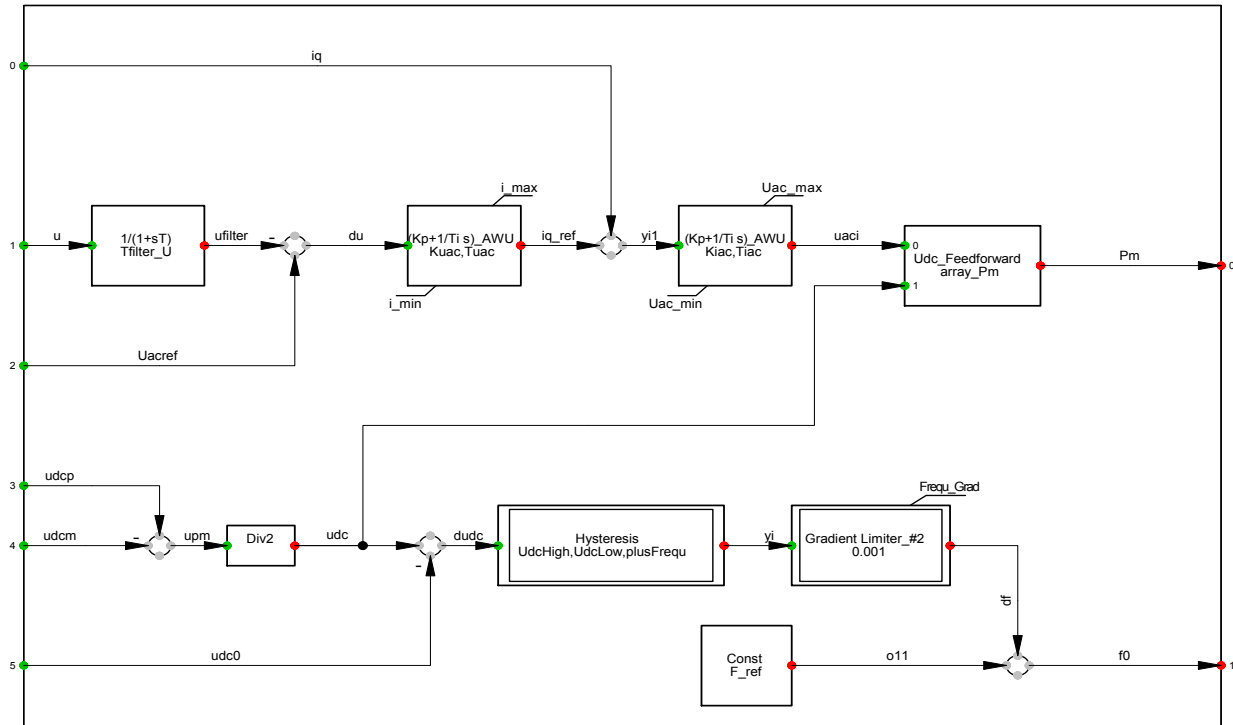 0
iq
i_max
Uac_max
1
u
1/(1+sT)
Tfilter_U
ufilter
-
du
(Kp+1/Ti s)_AWU
Kuac,Tuac
iq_ref
yi1
(Kp+1/Ti s)_AWU
Kiac,Tiac
uaci
0
1
Udc_Feedforward
array_Pm
Pm
0
i_min
Uac_min
2
Uacref
3
udcp
4
udcm
-
upm
Div2
udc
-
dudc
Hysteresis
UdcHigh,UdcLow,plusFrequ
yi
Frequ_Grad
Gradient Limiter_#2
0.001
df
5
udc0
Const
F_ref
o11
f0
1